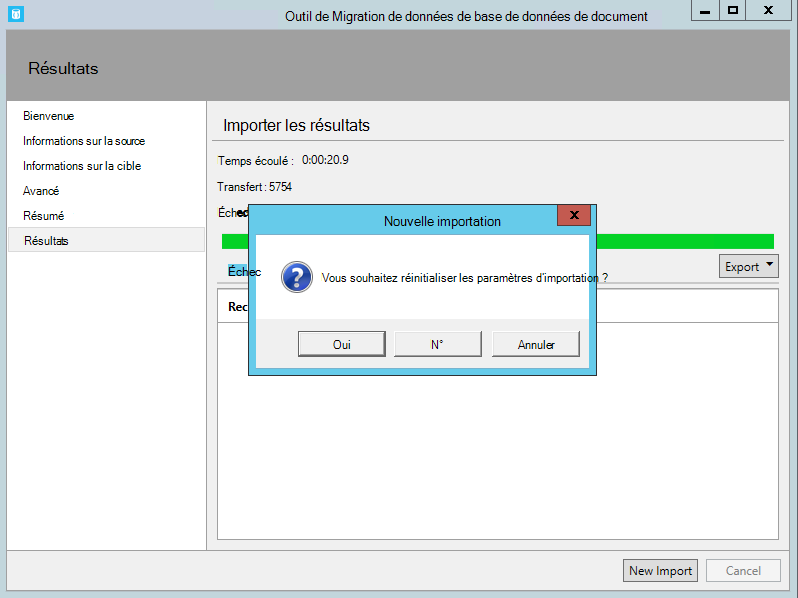 Outil de Migration de données de base de données de document
Résultats
Bienvenue
Informations sur la source
Informations sur la cible
Avancé
Résumé
Résultats
Importer les résultats
Temps écoulé : 0:00:20.9
Transfert : 5754
Nouvelle importation
Échec
Vous souhaitez réinitialiser les paramètres d'importation ?
Export
Rec
Oui
N°
Annuler
New Import
Cancel